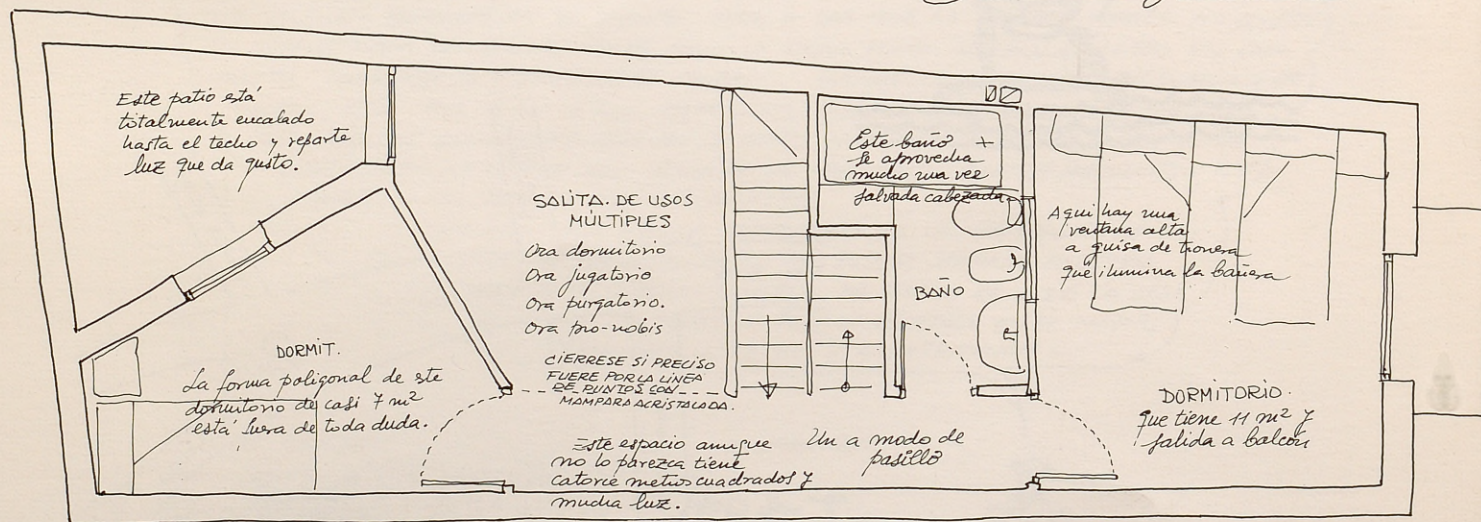 Este patio está
totalmente encalado
hasta el techo y reparte
luz que da gusto.
SALITA. DE USOS
MÚLTIPLES
Ora dormitorio
Ora jugatorio
Ora purgatorio.
Ora pro-nobis
CIERRESE SI PRECISO
FUERE POR LA LINEA
DE PUNTOS CON
MAMPARA ACRISTALADA.
Este baño
se aprovecha
mucho una vez
salvada cabezada.
BAÑO
Aquí hay una
ventana alta
a guisa de tronera
que ilumina la bañera
DORMIT.
La forma poligonal de este
dormitorio de casi 7 m²
está fuera de toda duda.
Este espacio aunque
no lo parezca tiene
catorce metros cuadrados y
mucha luz.
Un a modo de
pasillo
DORMITORIO.
que tiene 11 m² y
salida a balcón